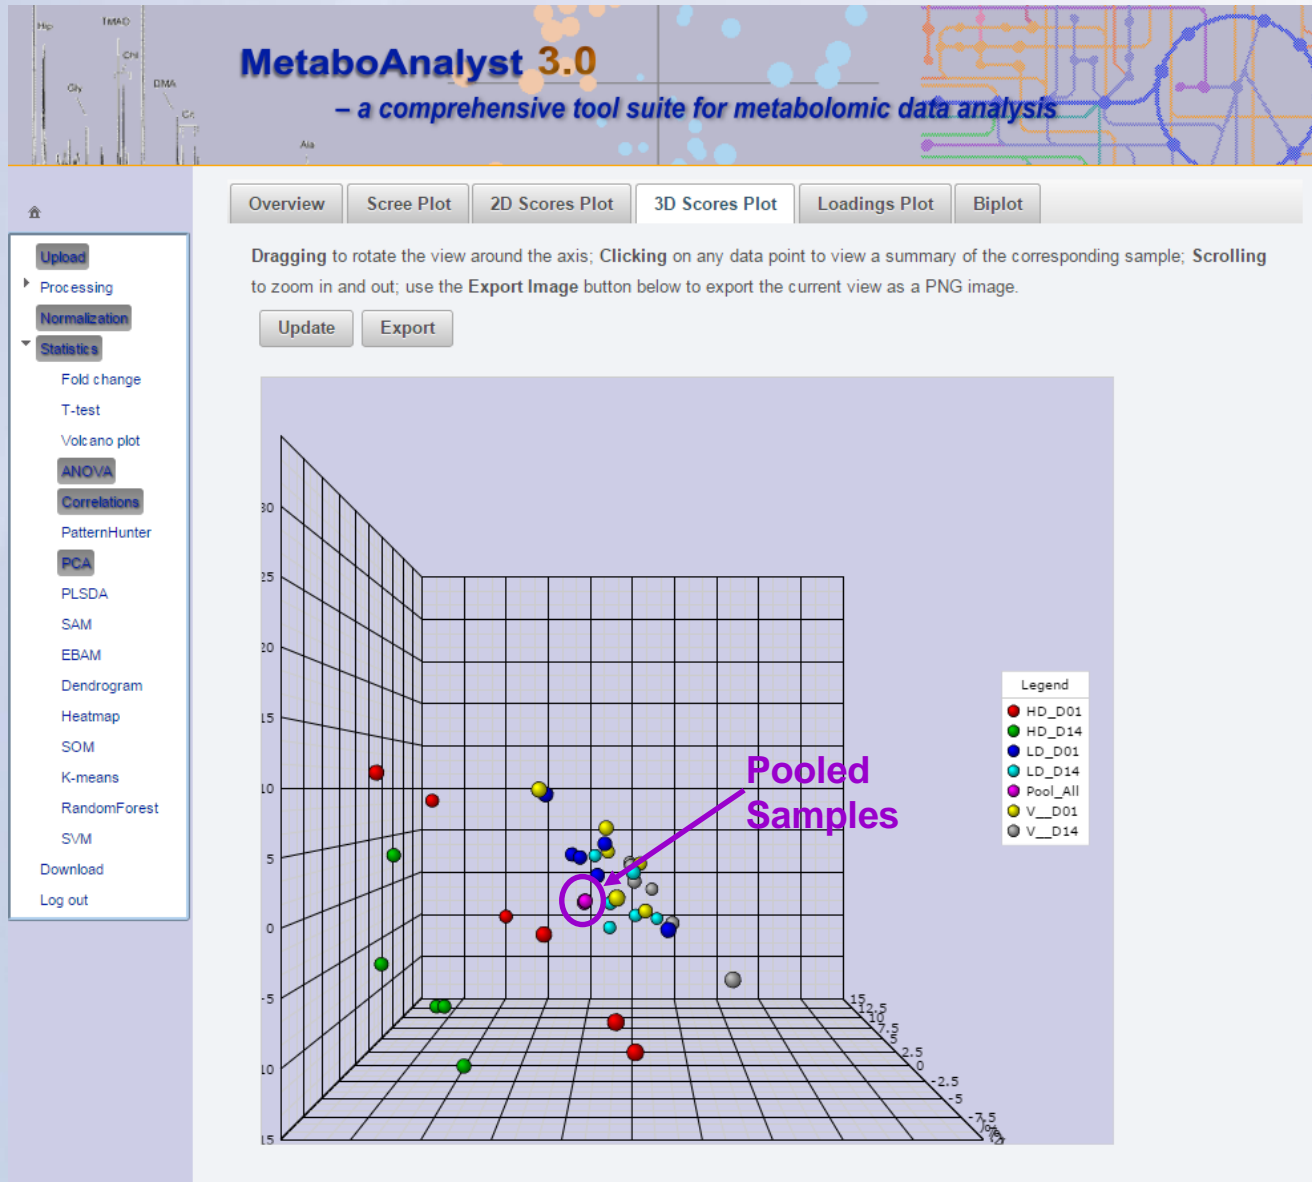 Hip
TMAO
Chl
Gly
DMA
Ala
MetaboAnalyst 3.0
– a comprehensive tool suite for metabolomic data analysis
Overview
Scree Plot
2D Scores Plot
3D Scores Plot
Loadings Plot
Biplot
Dragging to rotate the view around the axis; Clicking on any data point to view a summary of the corresponding sample; Scrolling
to zoom in and out; use the Export Image button below to export the current view as a PNG image.
Update
Export
Upload
Processing
Normalization
Statistics
Fold change
T-test
Volcano plot
ANOVA
Correlations
PatternHunter
PCA
PLSDA
SAM
EBAM
Dendrogram
Heatmap
SOM
K-means
RandomForest
SVM
Download
Log out
30
25
20
15
10
5
0
-5
10
15
Pooled
Samples
15
12.5
10
7.5
5
2.5
0
-2.5
-5
-7.5
Legend
HD_D01
HD_D14
LD_D01
LD_D14
Pool_All
V__D01
V__D14